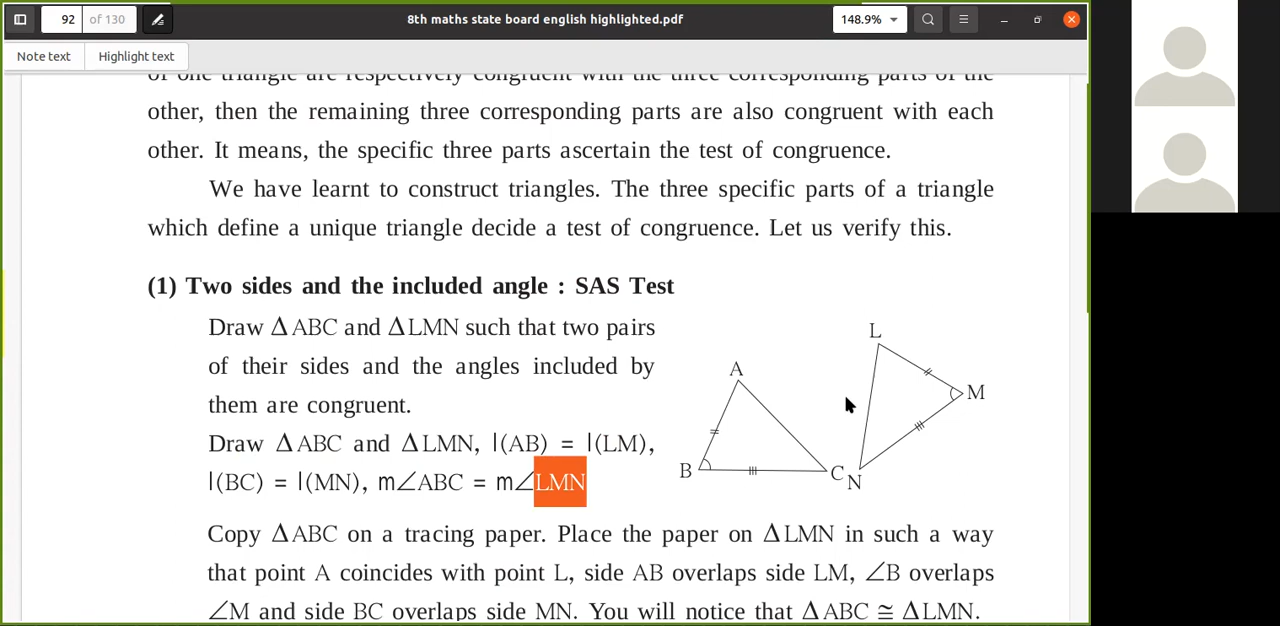 92 of 130
8th maths state board english highlighted.pdf
148.9%
Note text
Highlight text
of one triangle are respectively congruent with the three corresponding parts of the
other, then the remaining three corresponding parts are also congruent with each
other. It means, the specific three parts ascertain the test of congruence.
We have learnt to construct triangles. The three specific parts of a triangle
which define a unique triangle decide a test of congruence. Let us verify this.
(1) Two sides and the included angle : SAS Test
Draw ΔABC and ΔLMN such that two pairs
of their sides and the angles included by
them are congruent.
Draw ΔABC and ΔLMN, l(AB) = l(LM),
l(BC) = l(MN), m∠ABC = m∠LMN
A
B
C
L
M
N
Copy ΔABC on a tracing paper. Place the paper on ΔLMN in such a way
that point A coincides with point L, side AB overlaps side LM, ∠B overlaps
∠M and side BC overlaps side MN. You will notice that ΔABC ≅ ΔLMN.